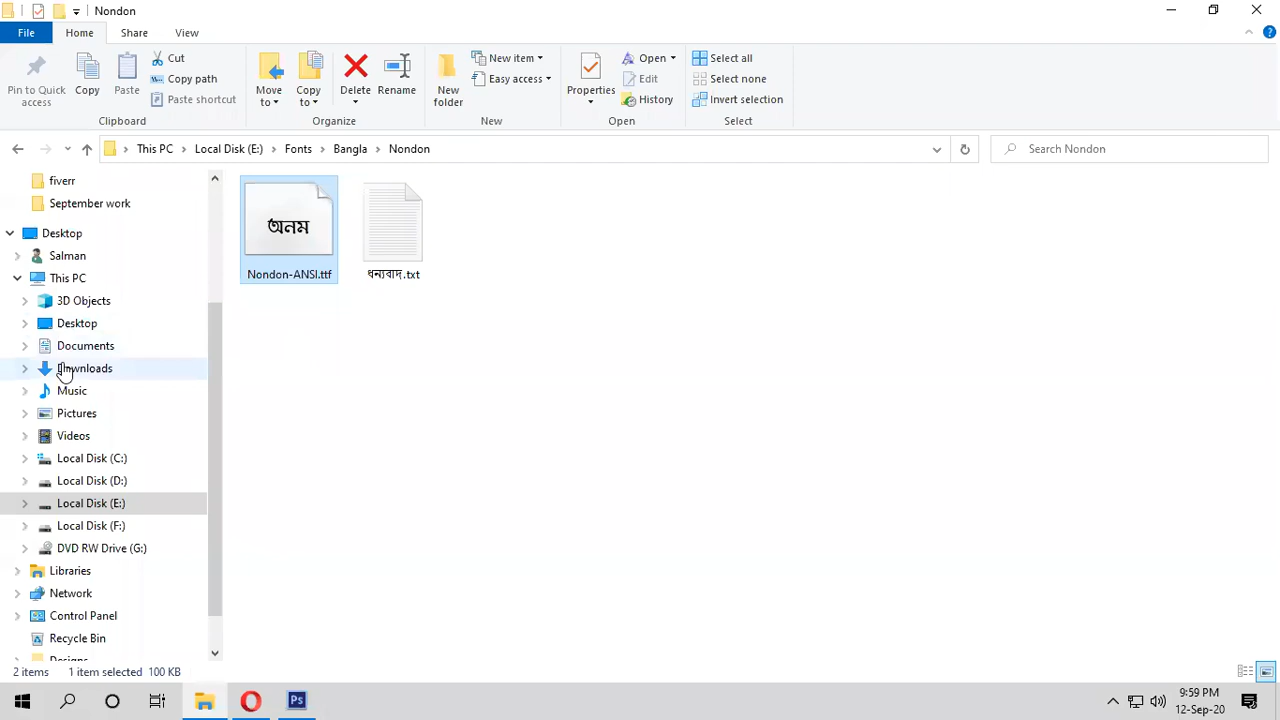 Nondon
File
Home
Share
View
Pin to Quick access
Copy
Paste
Cut
Copy path
Paste shortcut
Clipboard
Move to
Copy to
Delete
Rename
Organize
New folder
New item
Easy access
New
Properties
Open
Edit
History
Open
Select all
Select none
Invert selection
Select
This PC
Local Disk (E:)
Fonts
Bangla
Nondon
Search Nondon
fiverr
September work
Desktop
Salman
This PC
3D Objects
Desktop
Documents
Downloads
Music
Pictures
Videos
Local Disk (C:)
Local Disk (D:)
Local Disk (E:)
Local Disk (F:)
DVD RW Drive (G:)
Libraries
Network
Control Panel
Recycle Bin
Designs
অনম
Nondon-ANSI.ttf
ধন্যবাদ.txt
2 items
1 item selected 100 KB
Ps
9:59 PM
12-Sep-20